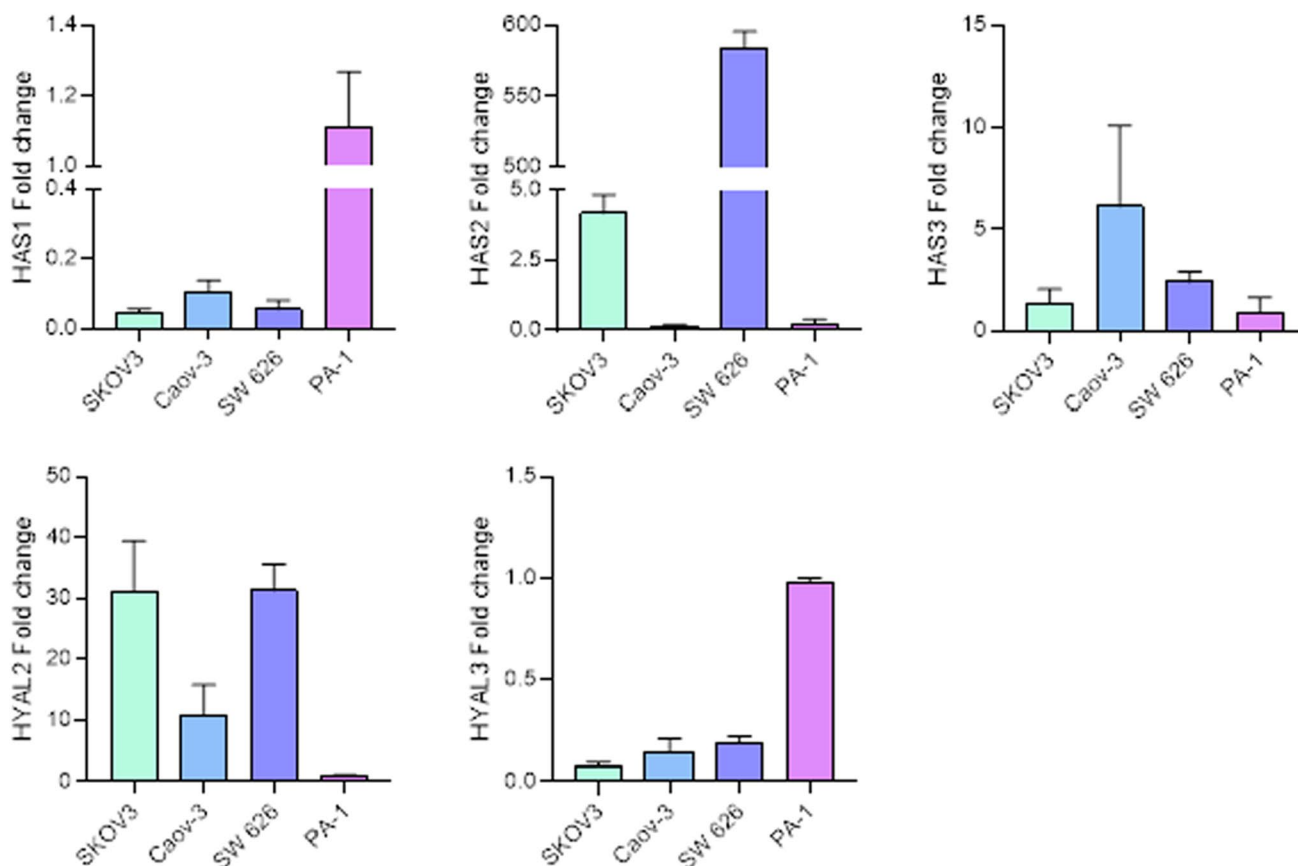 HAS1 Fold change
1.4
1.2
1.0
0.4
0.2
0.0
SKOV3
Caov-3
SW 626
PA-1
HAS2 Fold change
600
550
500
5.0
2.5
0.0
SKOV3
Caov-3
SW 626
PA-1
HAS3 Fold change
15
10
5
0
SKOV3
Caov-3
SW 626
PA-1
HYAL2 Fold change
50
40
30
20
10
0
SKOV3
Caov-3
SW 626
PA-1
HYAL3 Fold change
1.5
1.0
0.5
0.0
SKOV3
Caov-3
SW 626
PA-1